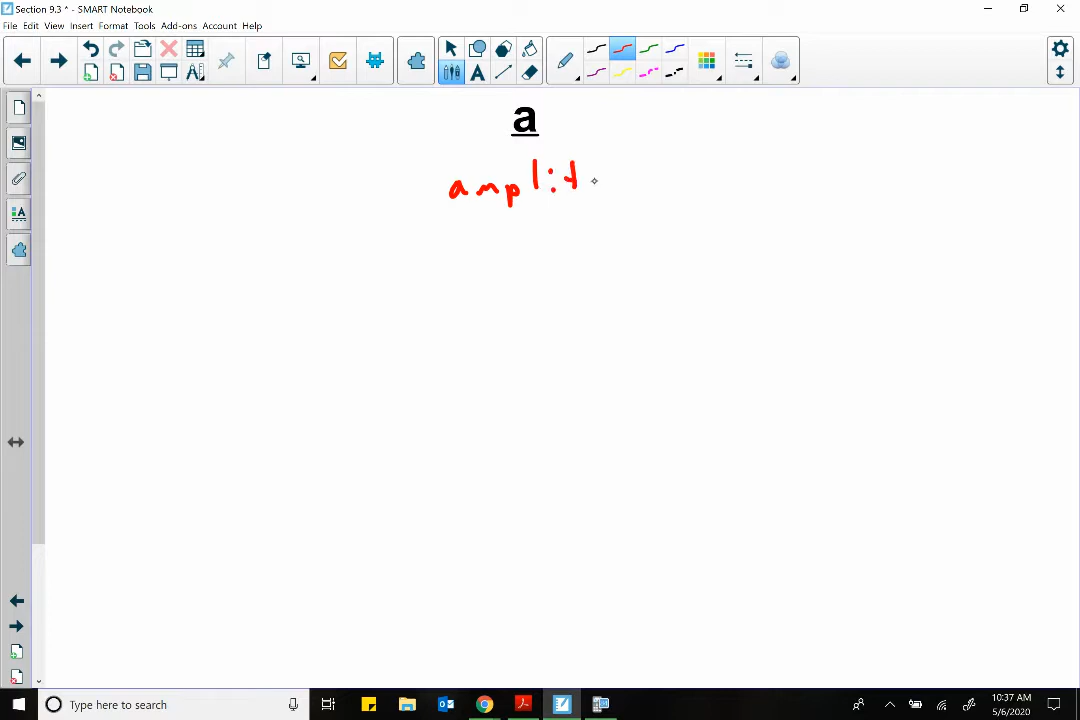 Section 9.3 * - SMART Notebook
File Edit View Insert Format Tools Add-ons Account Help
a
amplit
Type here to search
10:37 AM
5/6/2020